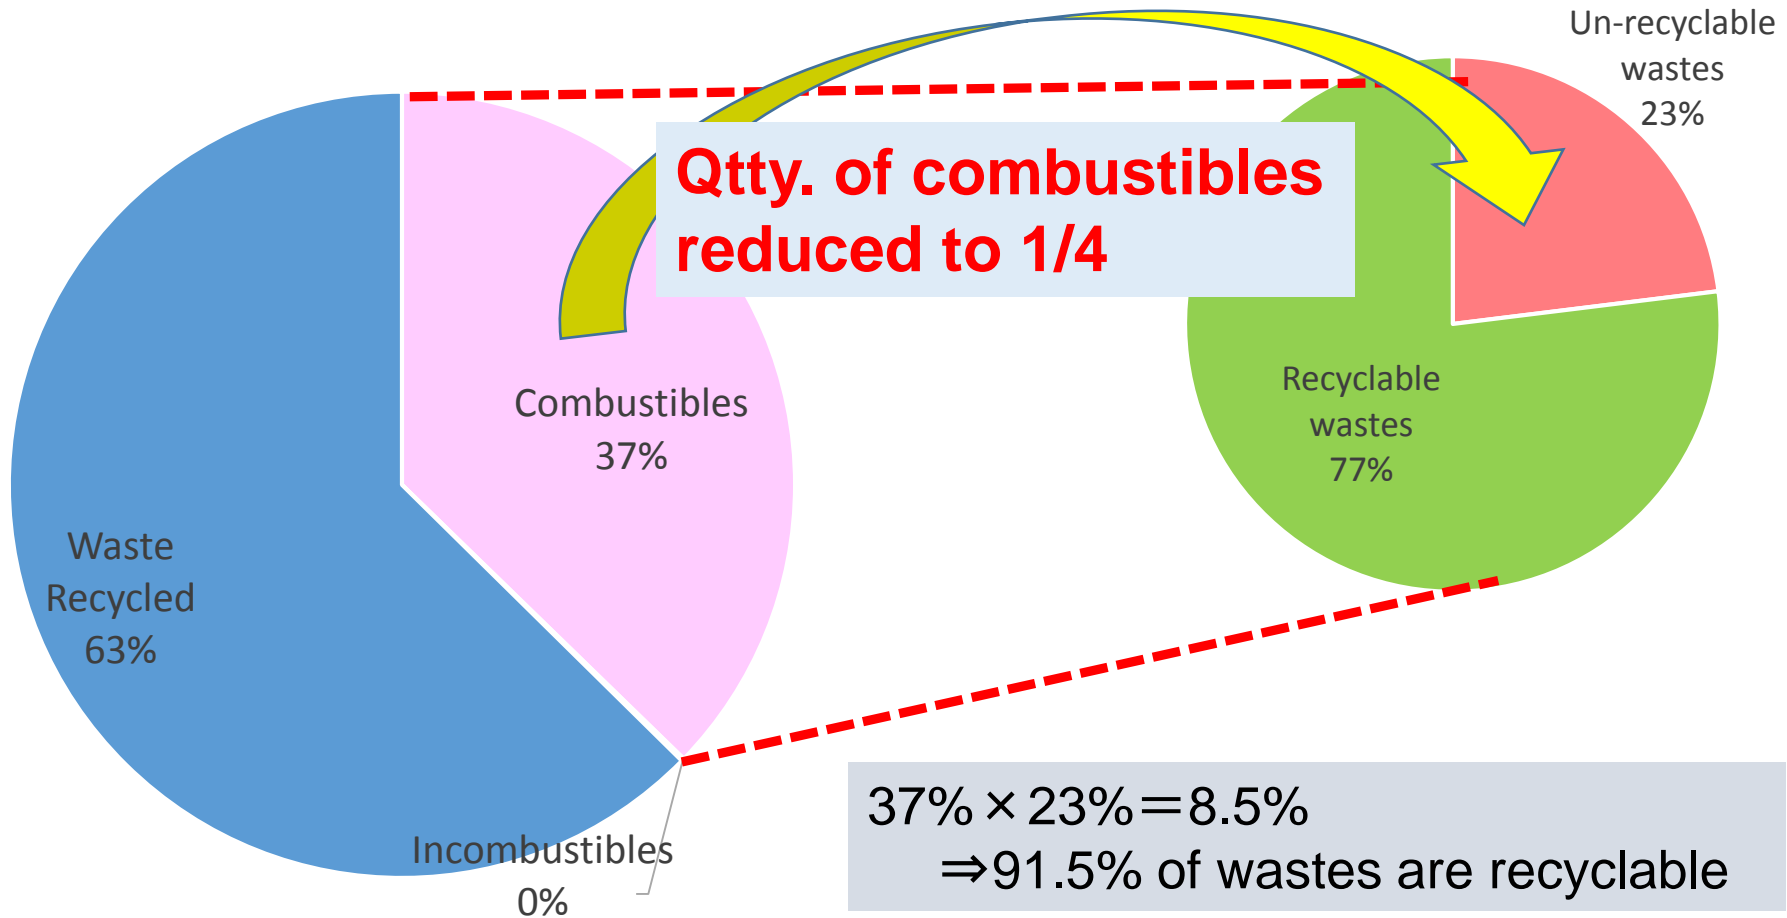 Un-recyclable
wastes
23%
Qtty. of combustibles
reduced to 1/4
Combustibles
37%
Recyclable
wastes
77%
Waste
Recycled
63%
Incombustibles
0%
37%×23%=8.5%
⇒91.5% of wastes are recyclable